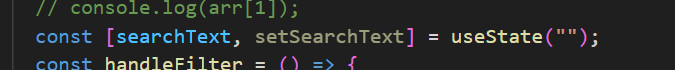 // console.log(arr[1]);
const [searchText, setSearchText] = useState("");
const handleFilter = () => {